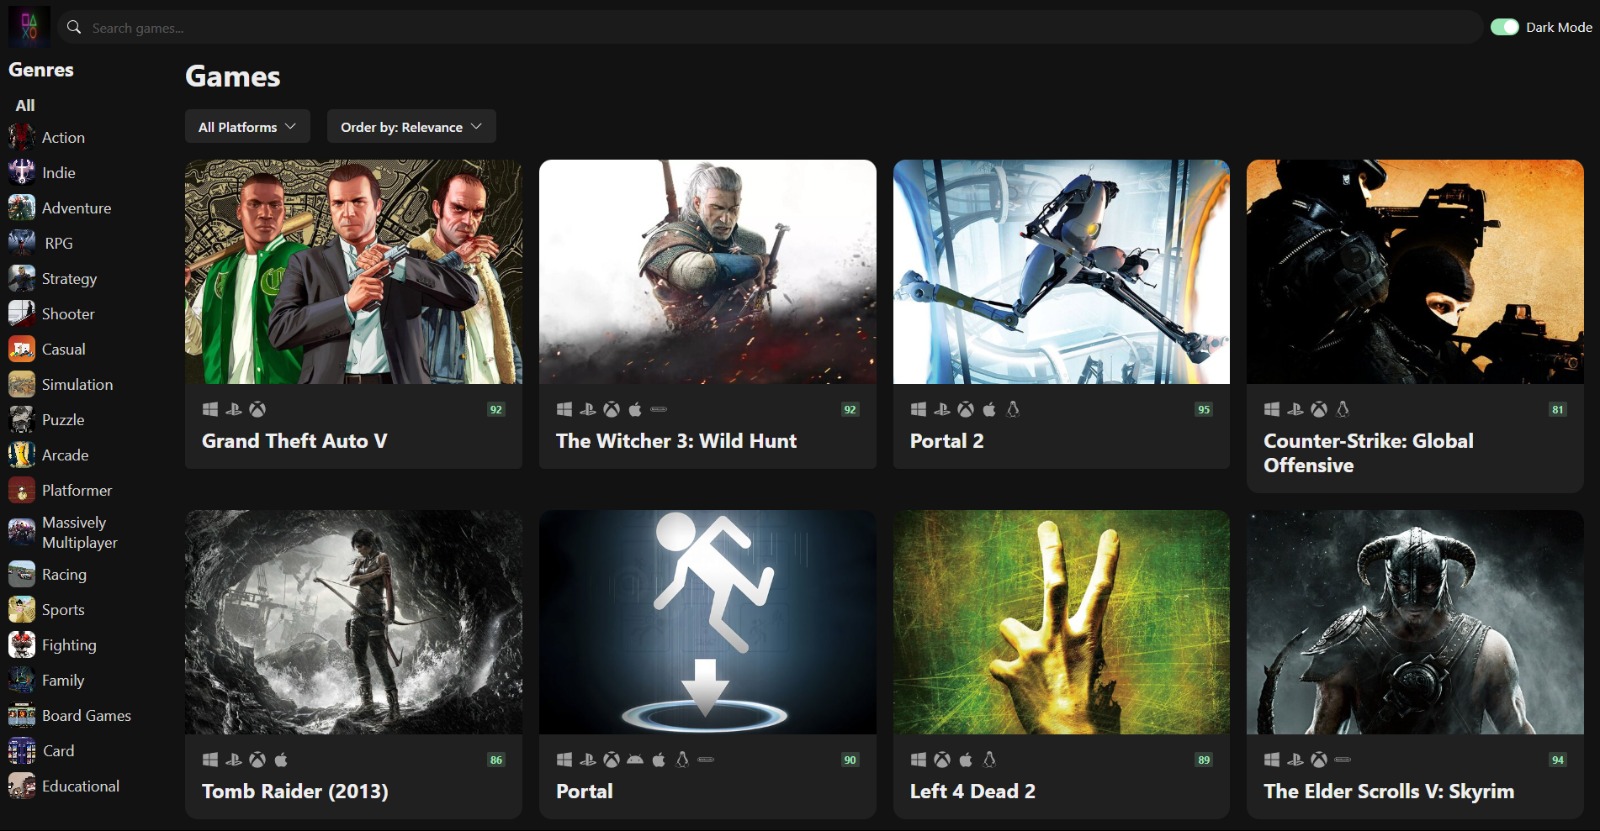 Search games...
Dark Mode
Genres
All
Action
Indie
Adventure
RPG
Strategy
Shooter
Casual
Simulation
Puzzle
Arcade
Platformer
Massively
Multiplayer
Racing
Sports
Fighting
Family
Board Games
Card
Educational
Games
All Platforms
Order by: Relevance
92
Grand Theft Auto V
92
The Witcher 3: Wild Hunt
95
Portal 2
81
Counter-Strike: Global
Offensive
86
Tomb Raider (2013)
90
Portal
89
Left 4 Dead 2
94
The Elder Scrolls V: Skyrim